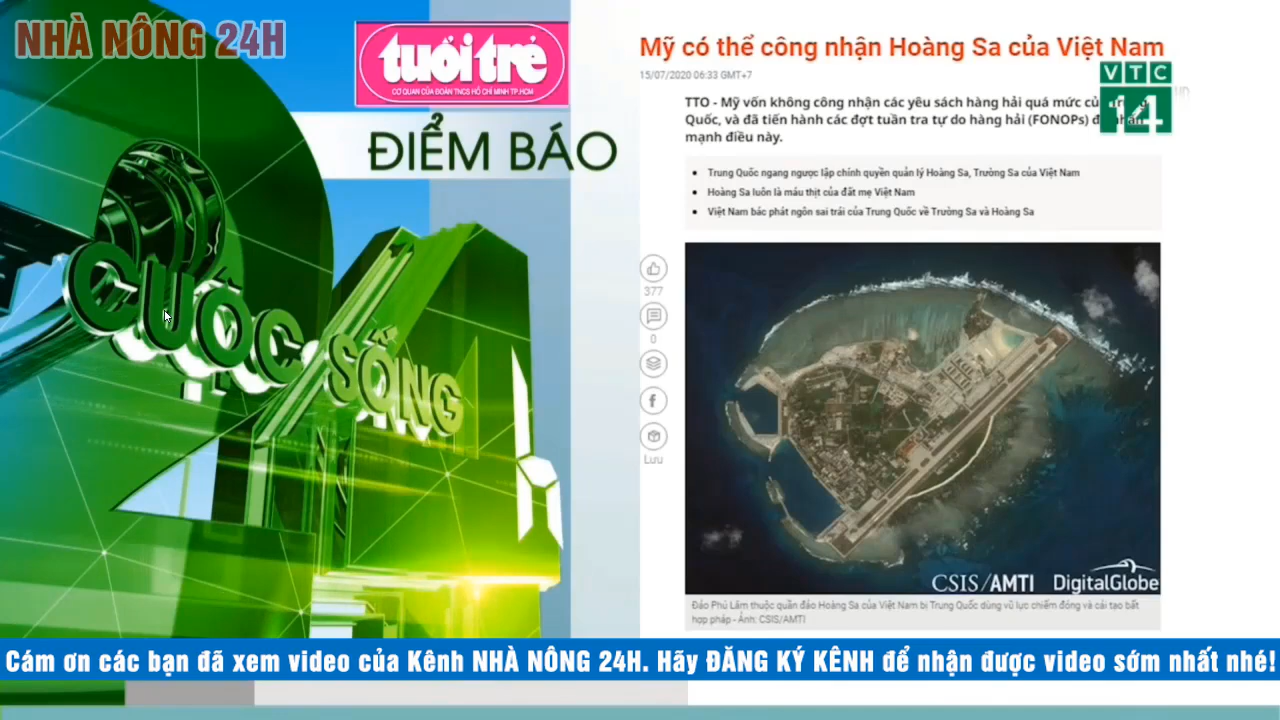 NHÀ NÔNG 24H
tuổi trẻ
CƠ QUAN CỦA ĐOÀN TNCS HỒ CHÍ MINH TP.HCM
ĐIỂM BÁO
CUỘC SỐNG
24h
Mỹ có thể công nhận Hoàng Sa của Việt Nam
15/07/2020 06:33 GMT+7
VTC
14
TTO - Mỹ vốn không công nhận các yêu sách hàng hải quá mức
Quốc, và đã tiến hành các đợt tuần tra tự do hàng hải (FONOPs)
mạnh điều này.
Trung Quốc ngang ngược lập chính quyền quản lý Hoàng Sa, Trường Sa của Việt Nam
Hoàng Sa luôn là máu thịt của đất mẹ Việt Nam
Việt Nam bác phát ngôn sai trái của Trung Quốc về Trường Sa và Hoàng Sa
377
0
Lưu
CSIS/AMTI DigitalGlobe
Đảo Phú Lâm thuộc quần đảo Hoàng Sa của Việt Nam bị Trung Quốc dùng vũ lực chiếm đóng và cải tạo bất
hợp pháp - Ảnh: CSIS/AMTI
Cám ơn các bạn đã xem video của Kênh NHÀ NÔNG 24H. Hãy ĐĂNG KÝ KÊNH để nhận được video sớm nhất nhé!